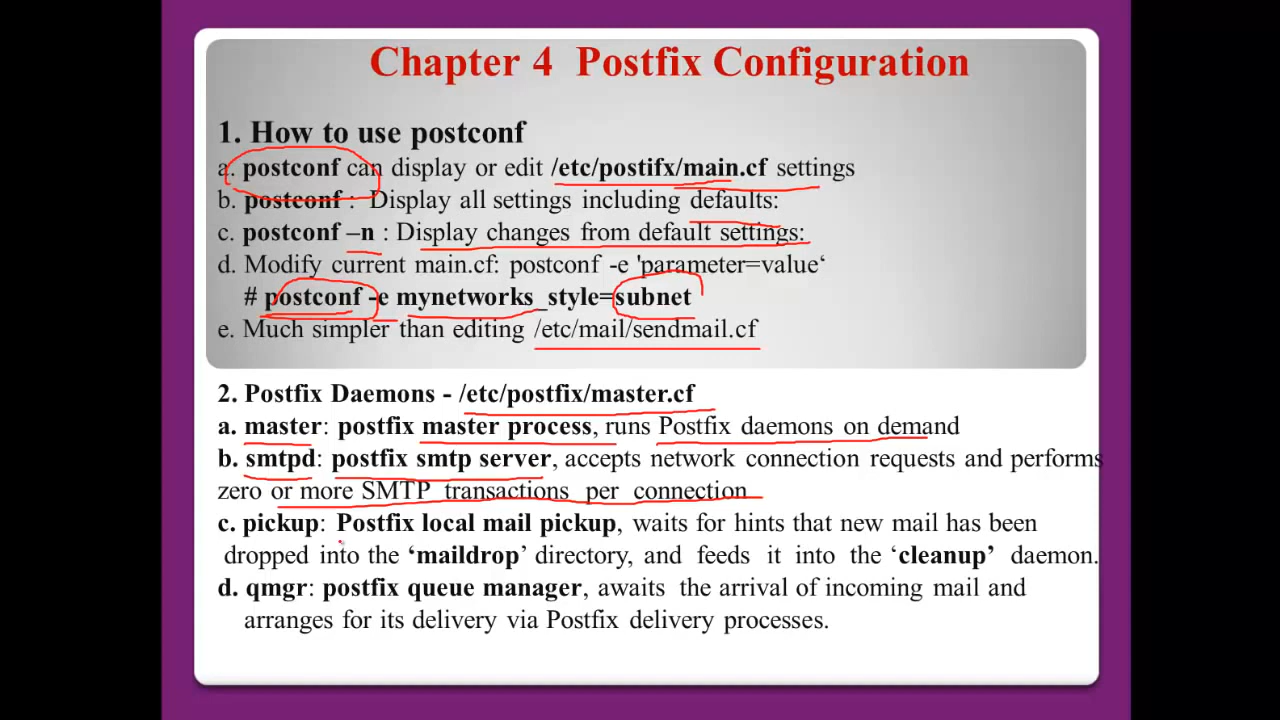 Chapter 4 Postfix Configuration
1. How to use postconf
a. postconf can display or edit /etc/postifx/main.cf settings
b. postconf : Display all settings including defaults:
c. postconf –n : Display changes from default settings:
d. Modify current main.cf: postconf -e 'parameter=value‘
# postconf -e mynetworks_style=subnet
e. Much simpler than editing /etc/mail/sendmail.cf
2. Postfix Daemons - /etc/postfix/master.cf
a. master: postfix master process, runs Postfix daemons on demand
b. smtpd: postfix smtp server, accepts network connection requests and performs
zero or more SMTP transactions per connection
c. pickup: Postfix local mail pickup, waits for hints that new mail has been
dropped into the ‘maildrop’ directory, and feeds it into the ‘cleanup’ daemon.
d. qmgr: postfix queue manager, awaits the arrival of incoming mail and
arranges for its delivery via Postfix delivery processes.